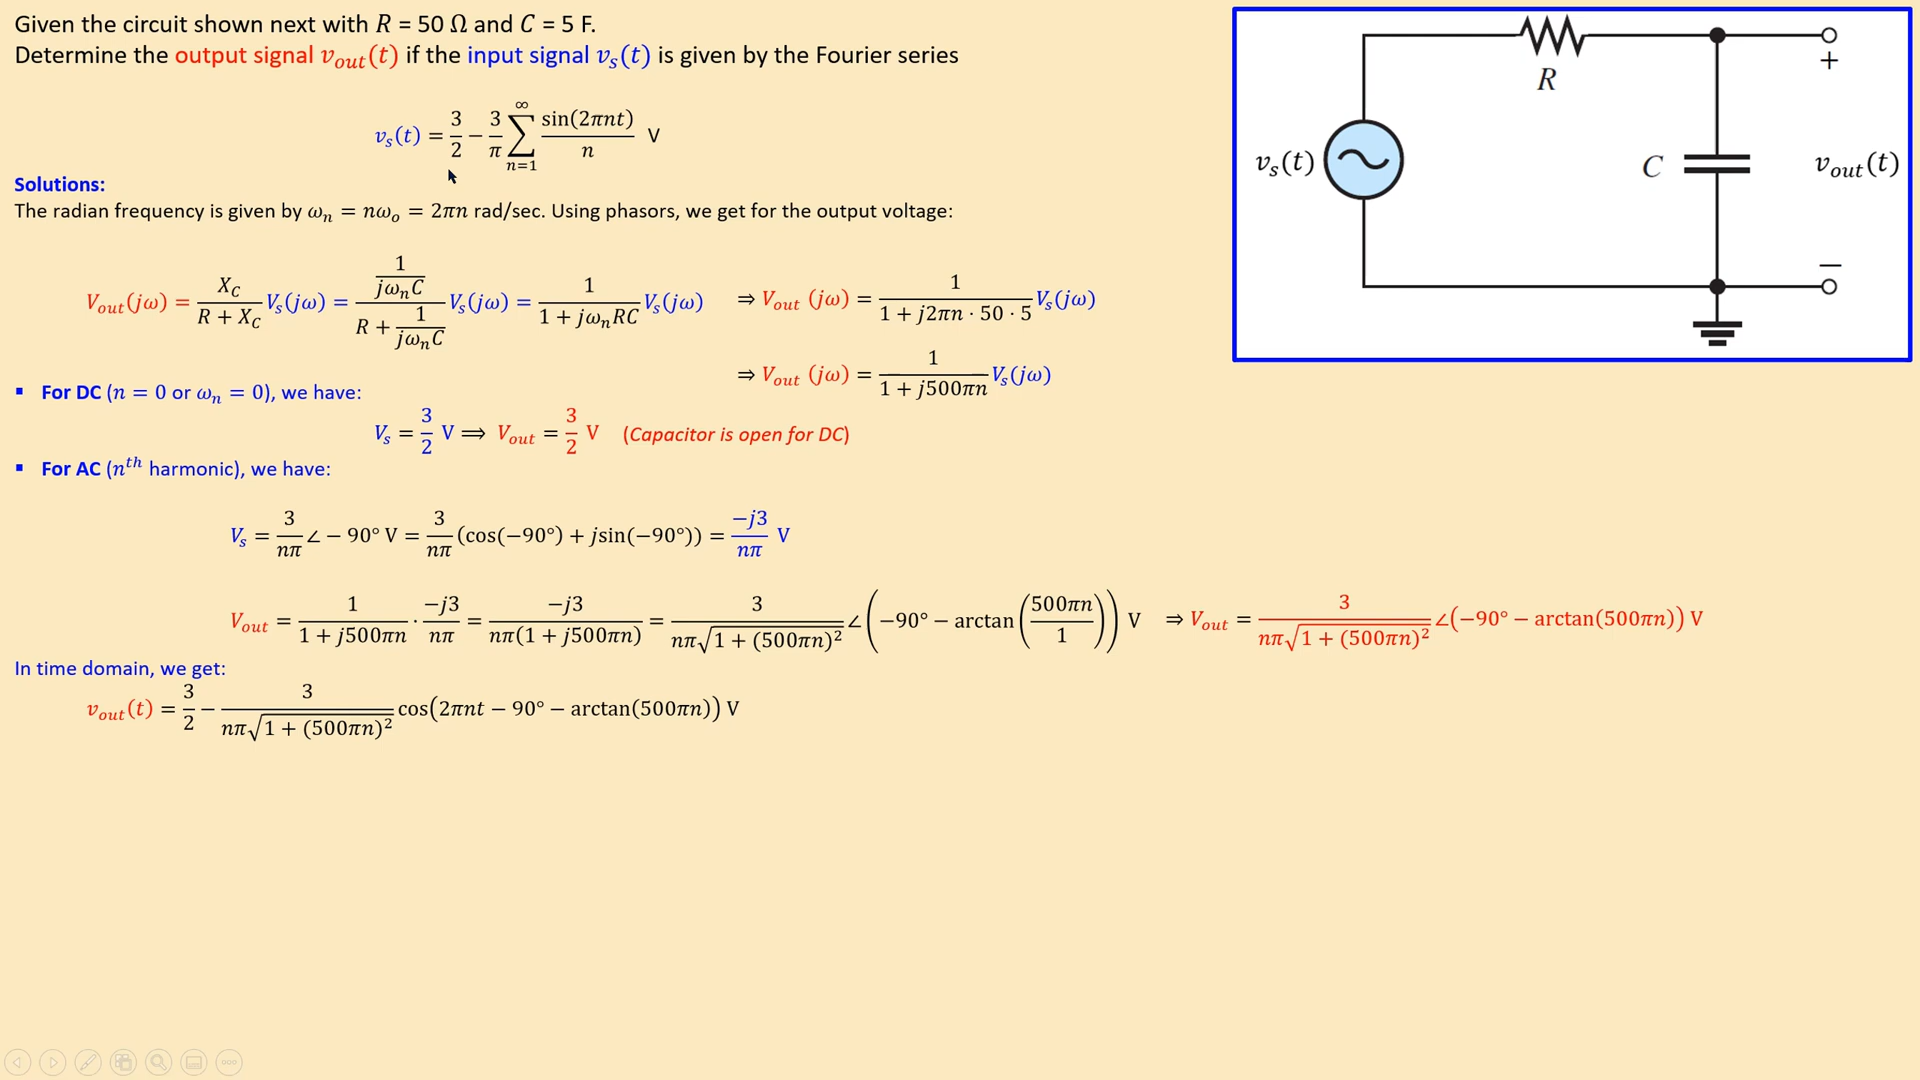 Given the circuit shown next with R = 50 Ω and C = 5 F.
Determine the output signal v_out(t) if the input signal v_s(t) is given by the Fourier series
v_s(t) = 3/2 − 3/π ∑_{n=1}^{∞} sin(2πnt)/n V
Solutions:
The radian frequency is given by ω_n = nω_o = 2πn rad/sec. Using phasors, we get for the output voltage:
V_out(jω) = X_C/(R + X_C) V_s(jω) = (1/(jω_nC))/(R + 1/(jω_nC)) V_s(jω) = 1/(1 + jω_nRC) V_s(jω) ⇒ V_out (jω) = 1/(1 + j2πn · 50 · 5) V_s(jω)
⇒ V_out (jω) = 1/(1 + j500πn) V_s(jω)
▪ For DC (n = 0 or ω_n = 0), we have:
V_s = 3/2 V ⟹ V_out = 3/2 V (Capacitor is open for DC)
▪ For AC (n^th harmonic), we have:
V_s = 3/(nπ) ∠ − 90° V = 3/(nπ) (cos(−90°) + jsin(−90°)) = −j3/(nπ) V
V_out = 1/(1 + j500πn) · −j3/(nπ) = −j3/(nπ(1 + j500πn)) = 3/(nπ√(1 + (500πn)²)) ∠(−90° − arctan(500πn/1)) V ⇒ V_out = 3/(nπ√(1 + (500πn)²)) ∠(−90° − arctan(500πn)) V
In time domain, we get:
v_out(t) = 3/2 − 3/(nπ√(1 + (500πn)²)) cos(2πnt − 90° − arctan(500πn)) V
R
+
v_s(t)
C
v_out(t)
−